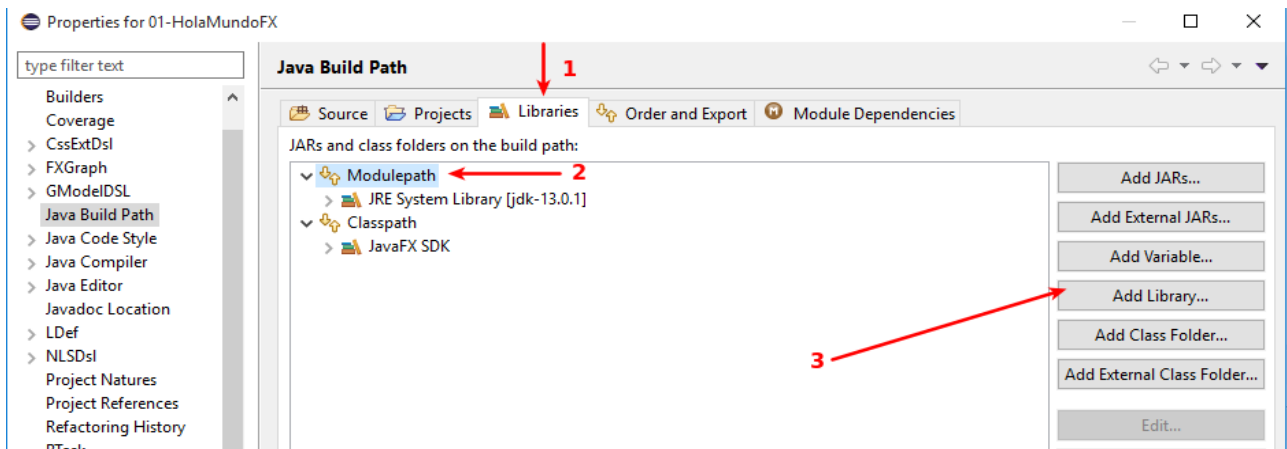 Properties for 01-HolaMundoFX
type filter text
Builders
Coverage
CssExtDsl
FXGraph
GModelDSL
Java Build Path
Java Code Style
Java Compiler
Java Editor
Javadoc Location
LDef
NLSDsl
Project Natures
Project References
Refactoring History
Java Build Path
1
Source Projects Libraries Order and Export Module Dependencies
JARs and class folders on the build path:
Modulepath
2
JRE System Library [jdk-13.0.1]
Classpath
JavaFX SDK
3
Add JARs...
Add External JARs...
Add Variable...
Add Library...
Add Class Folder...
Add External Class Folder...
Edit...